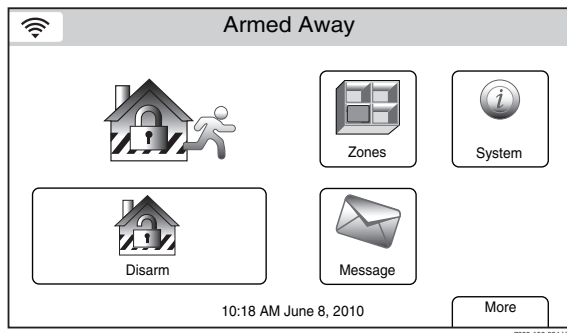 Armed Away
Zones
System
Disarm
Message
10:18 AM June 8, 2010
More